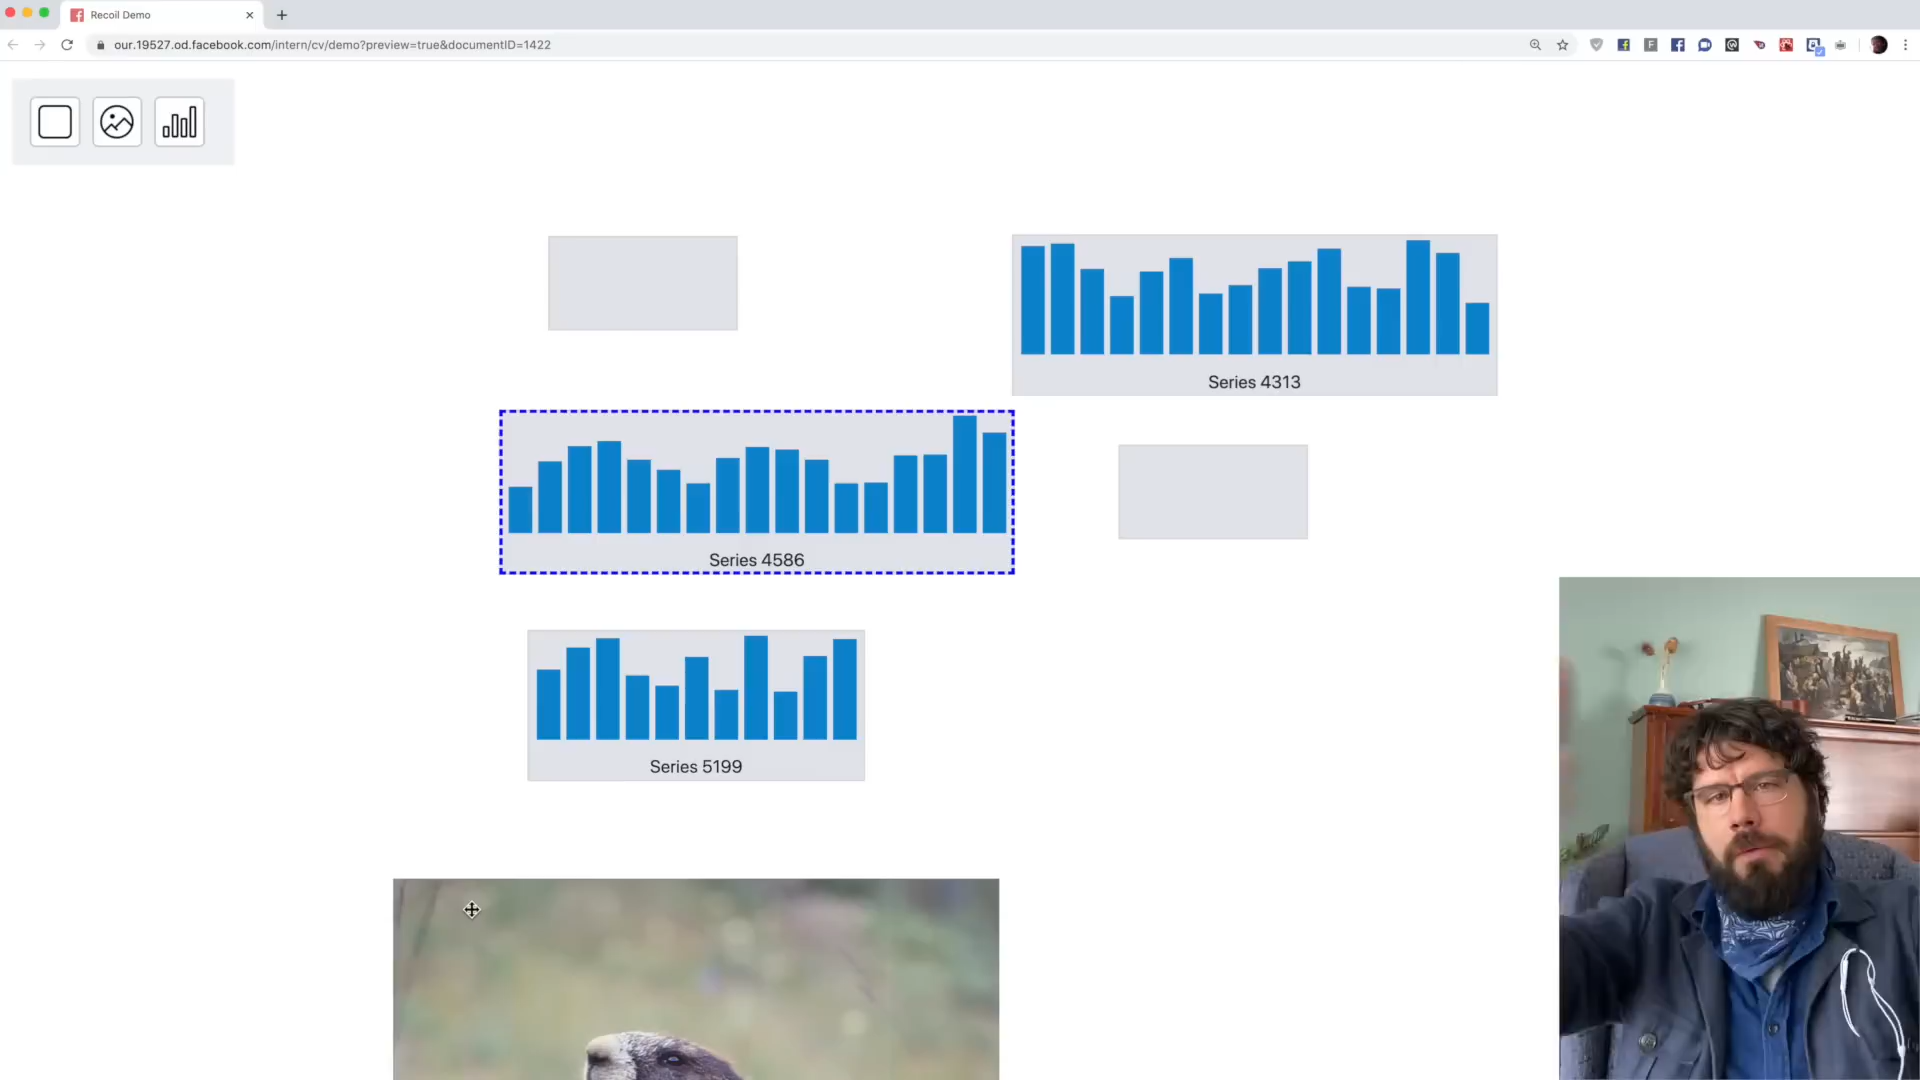 Recoil Demo
our.19527.od.facebook.com/intern/cv/demo?preview=true&documentID=1422
Series 4313
Series 4586
Series 5199